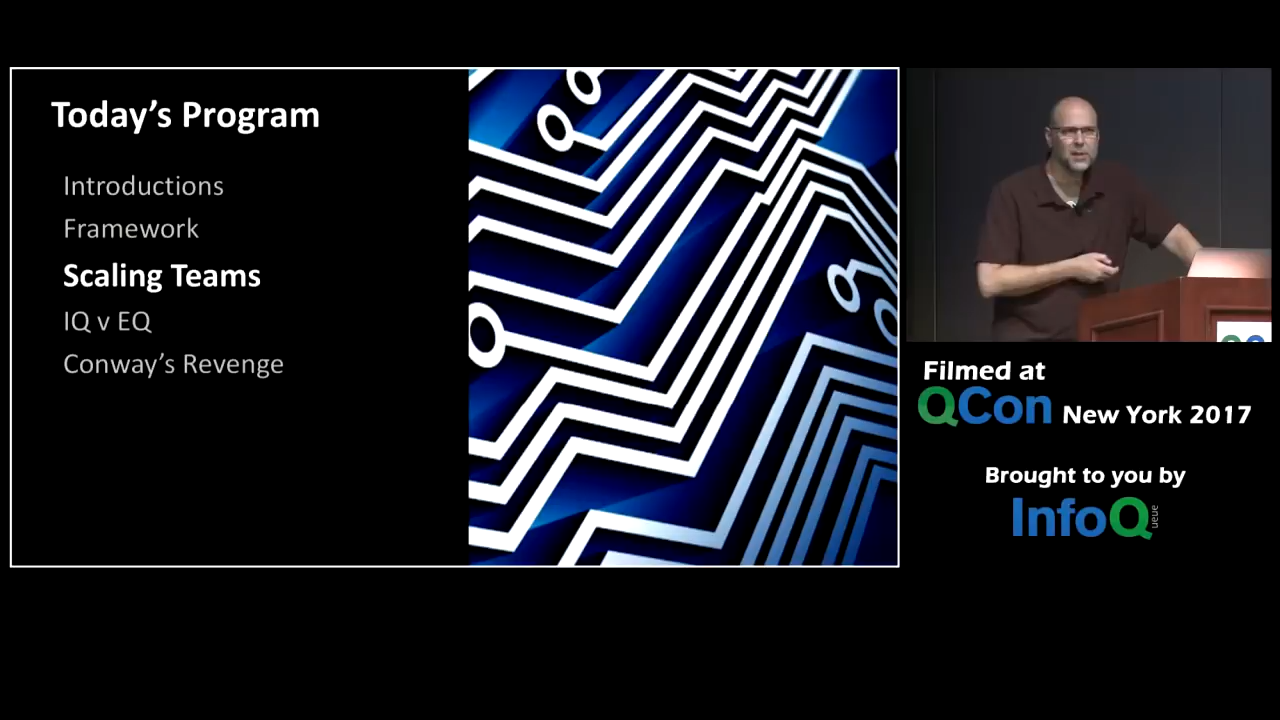 Today's Program
Introductions
Framework
Scaling Teams
IQ v EQ
Conway's Revenge
Filmed at
QCon New York 2017
Brought to you by
InfoQueue